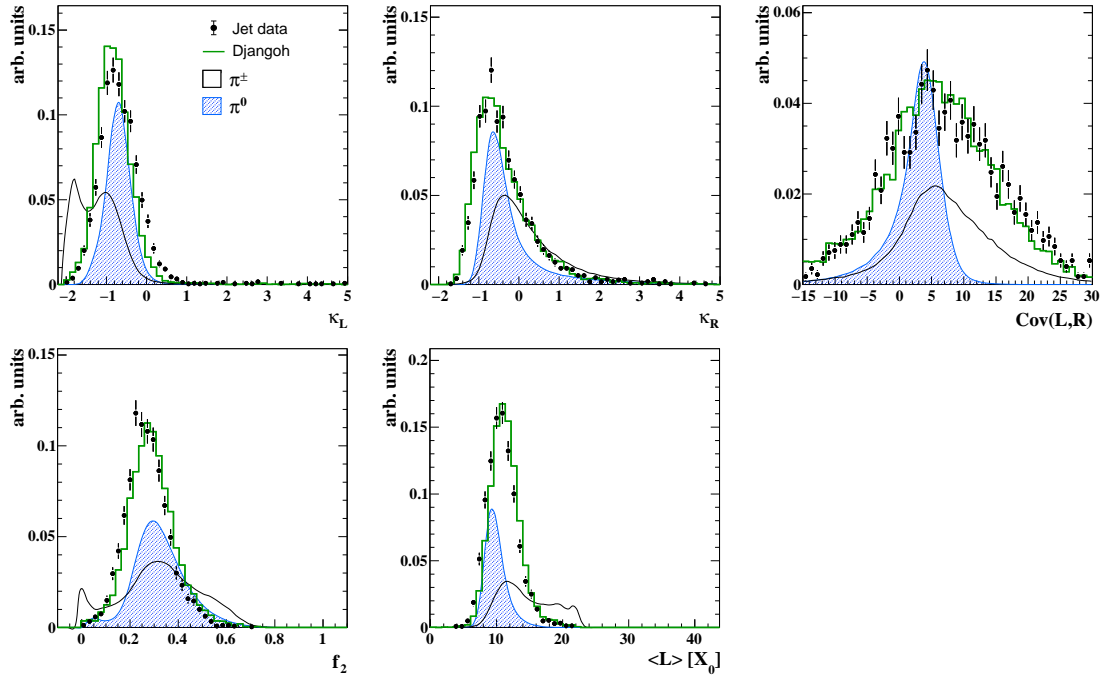 arb. units
0.15
0.1
0.05
0
Jet data
Djangoh
π±
π⁰
−2 −1 0 1 2 3 4 5
κ_L
arb. units
0.15
0.1
0.05
0
−2 −1 0 1 2 3 4 5
κ_R
arb. units
0.06
0.04
0.02
0
−15 −10 −5 0 5 10 15 20 25 30
Cov(L,R)
arb. units
0.15
0.1
0.05
0
0 0.2 0.4 0.6 0.8 1
f₂
arb. units
0.2
0.15
0.1
0.05
0
0 10 20 30 40
<L> [X₀]